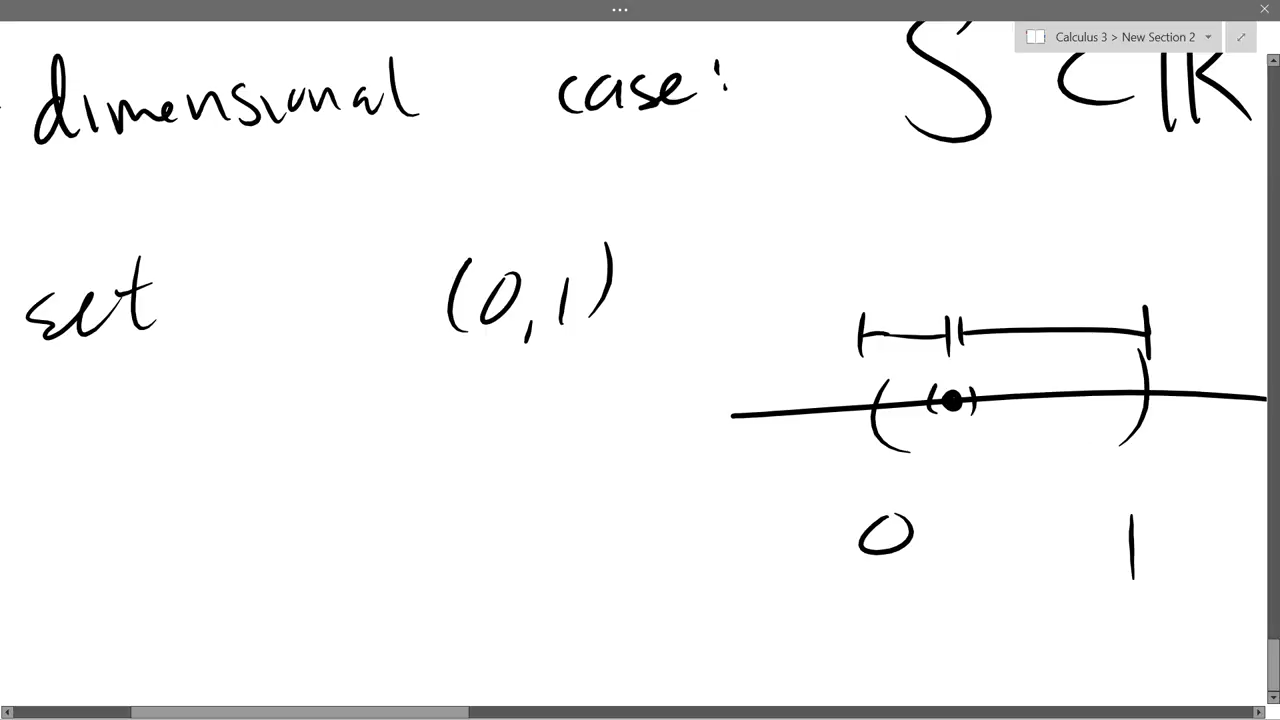 Calculus 3 > New Section 2
dimensional case: S ⊂ ℝ
set (0,1)
( ( ) )
0 1